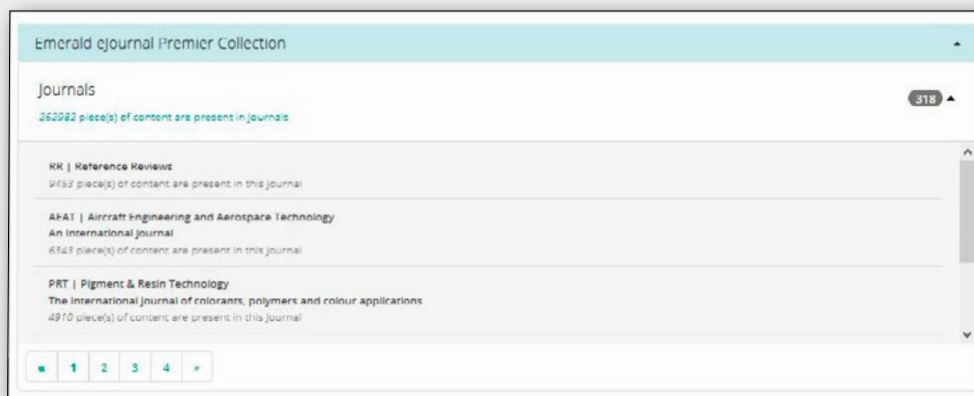 Emerald eJournal Premier Collection
Journals
318
262982 piece(s) of content are present in Journals
RR | Reference Reviews
9453 piece(s) of content are present in this Journal
AEAT | Aircraft Engineering and Aerospace Technology
An International Journal
6343 piece(s) of content are present in this Journal
PRT | Pigment & Resin Technology
The international journal of colorants, polymers and colour applications
4910 piece(s) of content are present in this Journal
« 1 2 3 4 »